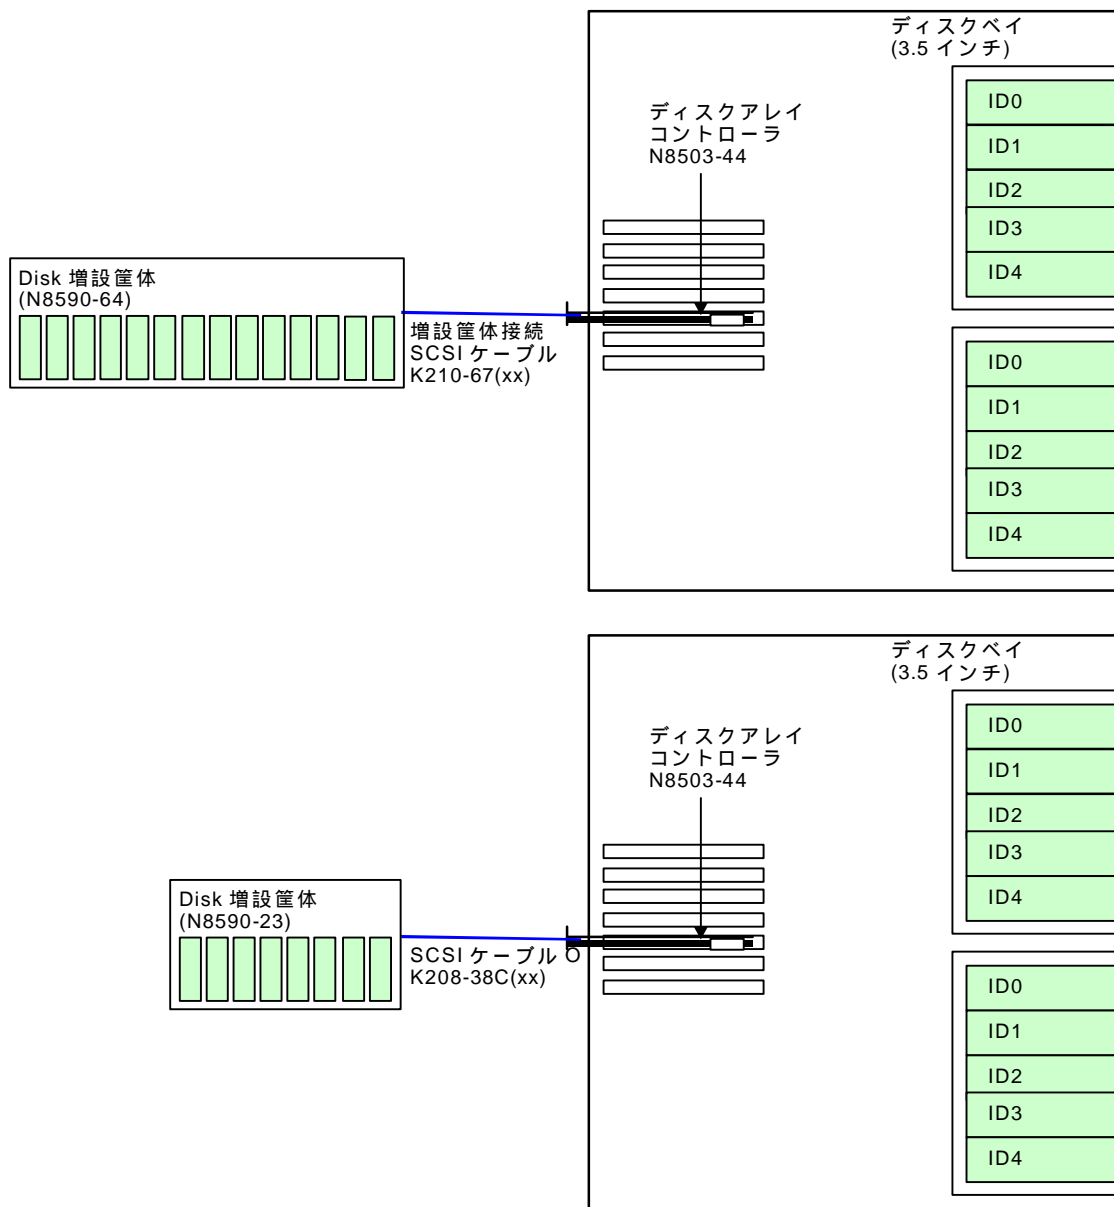 ディスクベイ
(3.5 インチ)
ID0
ID1
ID2
ID3
ID4
ディスクアレイ
コントローラ
N8503-44
Disk 増設筐体
(N8590-64)
増設筐体接続
SCSI ケーブル
K210-67(xx)
ID0
ID1
ID2
ID3
ID4
ディスクベイ
(3.5 インチ)
ID0
ID1
ID2
ID3
ID4
ディスクアレイ
コントローラ
N8503-44
Disk 増設筐体
(N8590-23)
SCSI ケーブル O
K208-38C(xx)
ID0
ID1
ID2
ID3
ID4